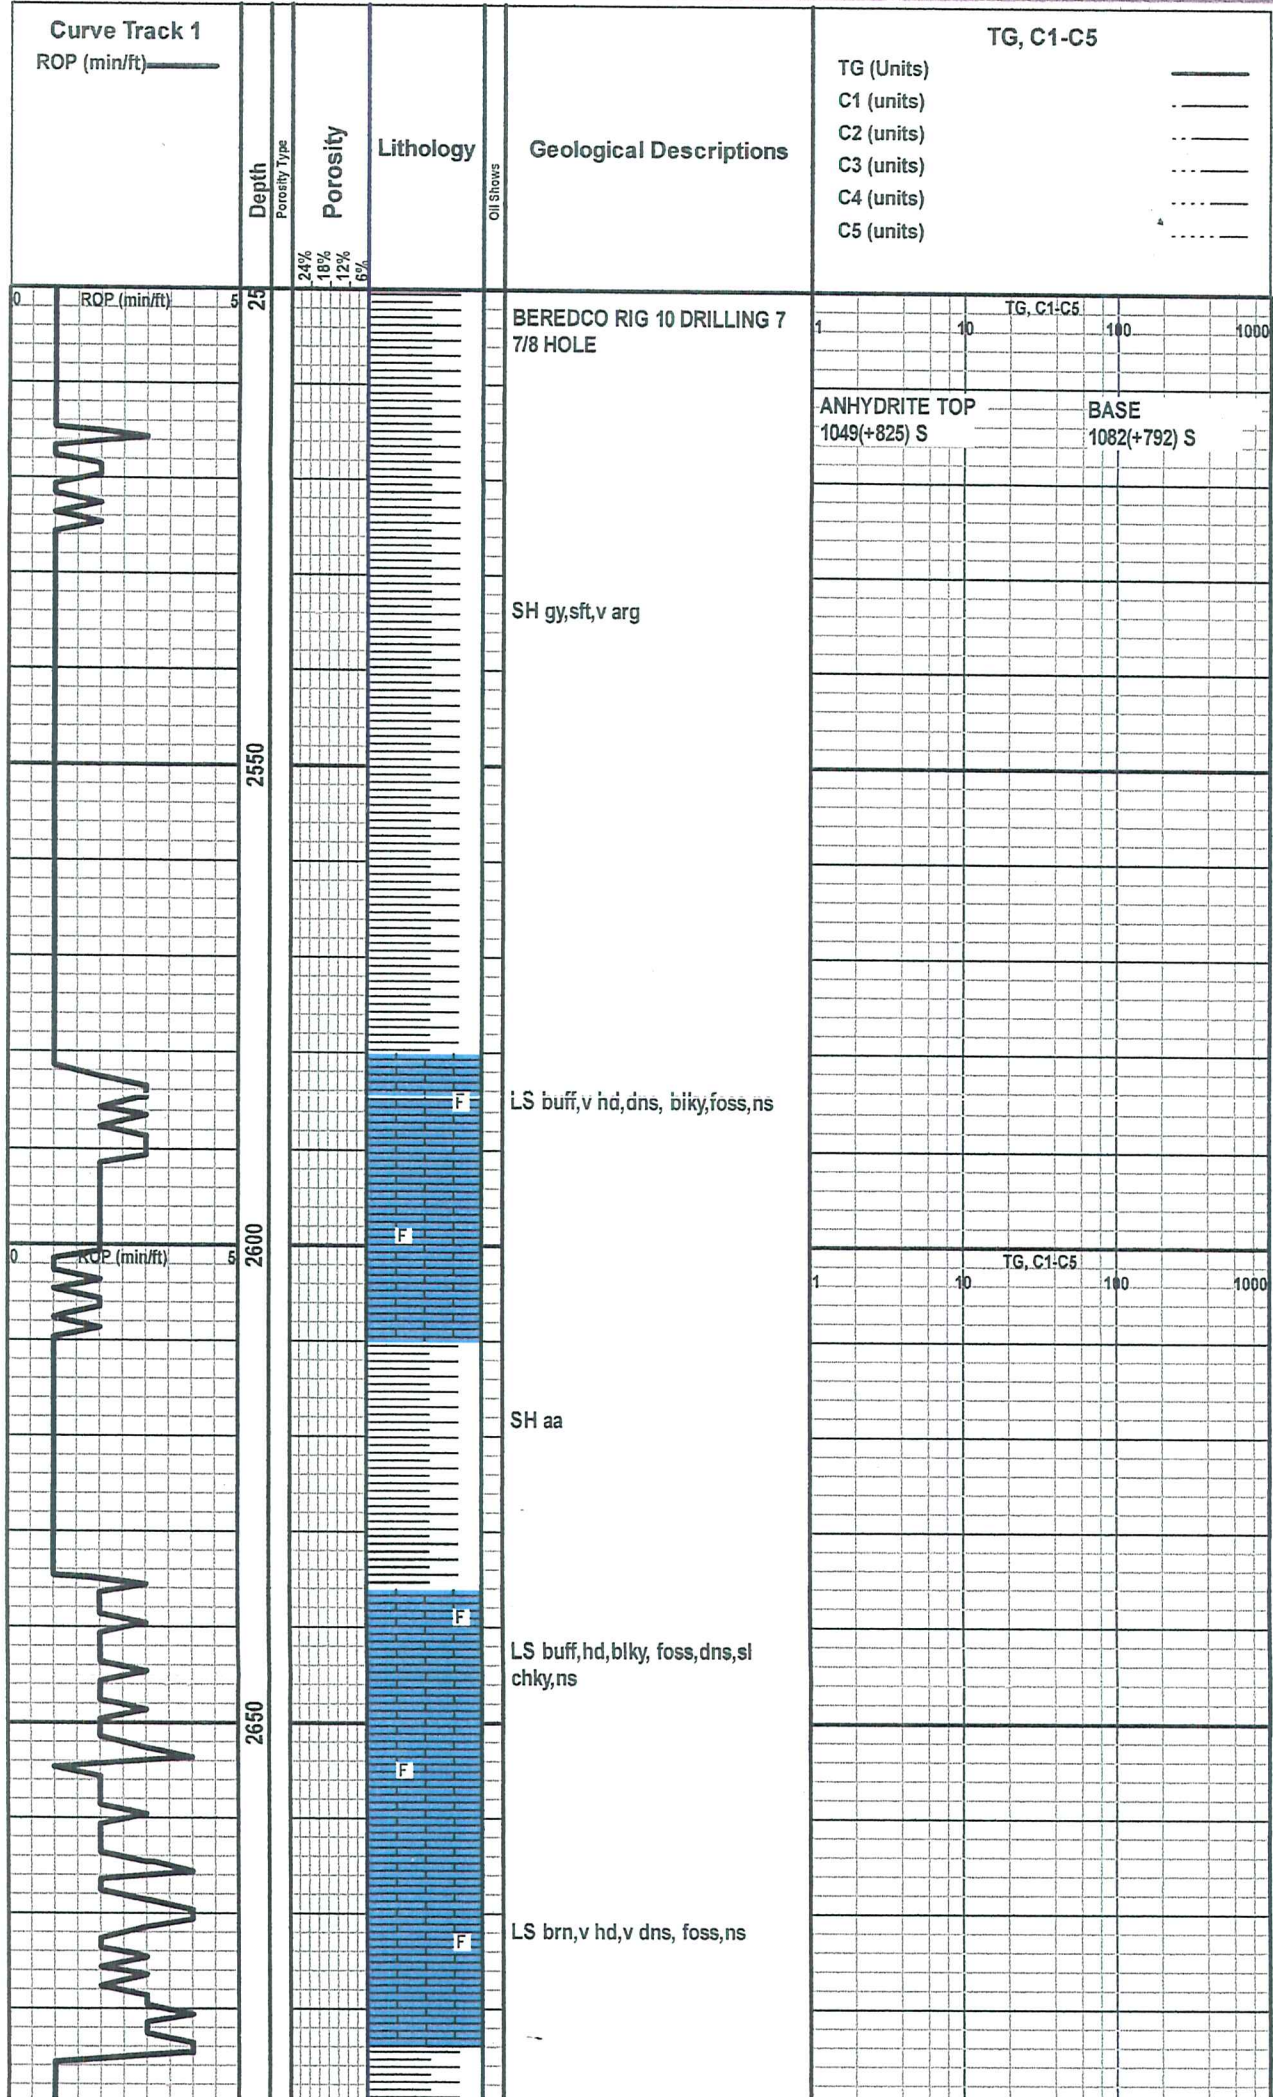 Curve Track 1
ROP (min/ft)
Depth
Porosity Type
Porosity
24%
18%
12%
6%
Lithology
Oil Shows
Geological Descriptions
TG, C1-C5
TG (Units)
C1 (units)
C2 (units)
C3 (units)
C4 (units)
C5 (units)
0 ROP (min/ft) 5
25
TG, C1-C5
1 10 100 1000
BEREDCO RIG 10 DRILLING 7
7/8 HOLE
ANHYDRITE TOP
1049(+825) S
BASE
1082(+792) S
SH gy,sft,v arg
2550
F
LS buff,v hd,dns, blky,foss,ns
F
2600
0 ROP (min/ft) 5
TG, C1-C5
1 10 100 1000
SH aa
F
LS buff,hd,blky, foss,dns,sl
chky,ns
2650
F
F
LS brn,v hd,v dns, foss,ns